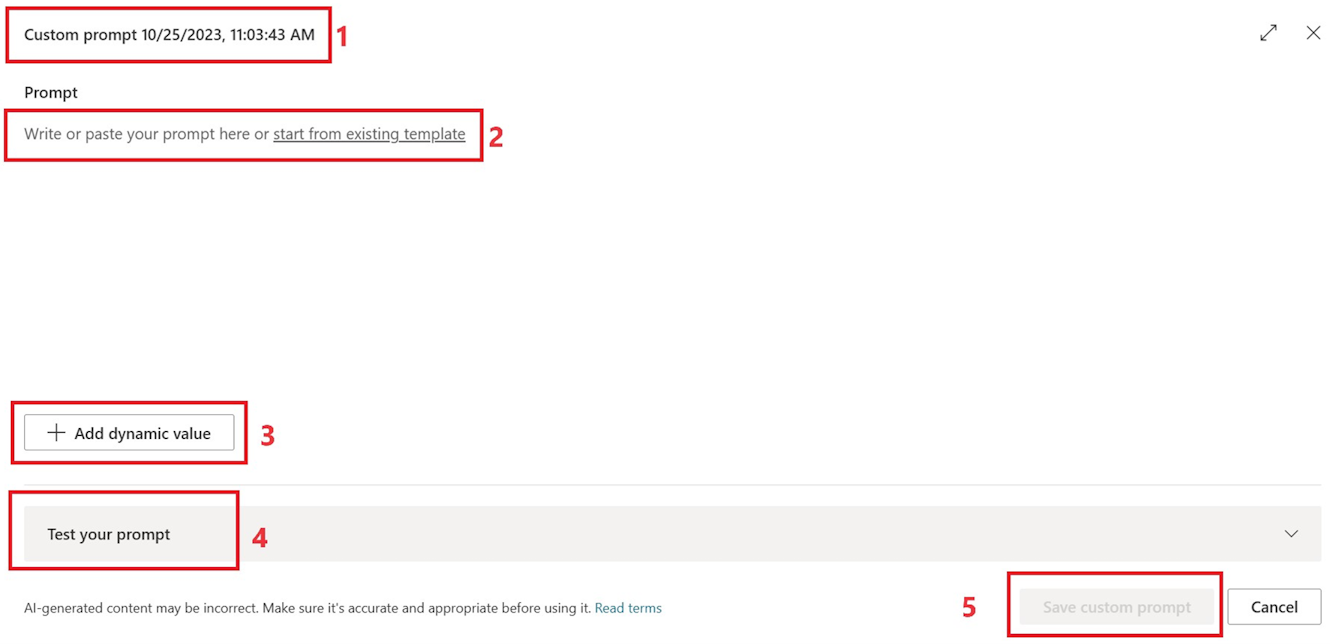 Custom prompt 10/25/2023, 11:03:43 AM 1
Prompt
Write or paste your prompt here or start from existing template 2
Add dynamic value 3
Test your prompt 4
AI-generated content may be incorrect. Make sure it's accurate and appropriate before using it. Read terms 5 Save custom prompt Cancel